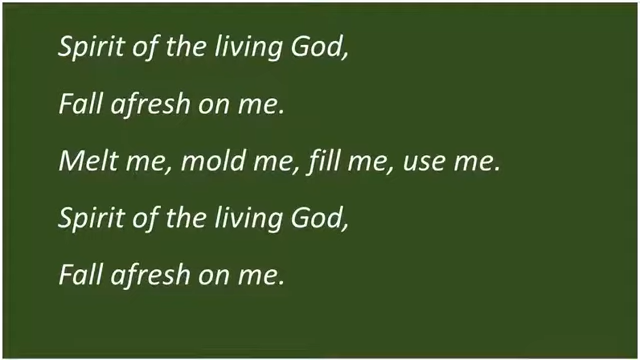 Spirit of the living God,
Fall afresh on me.
Melt me, mold me, fill me, use me.
Spirit of the living God,
Fall afresh on me.